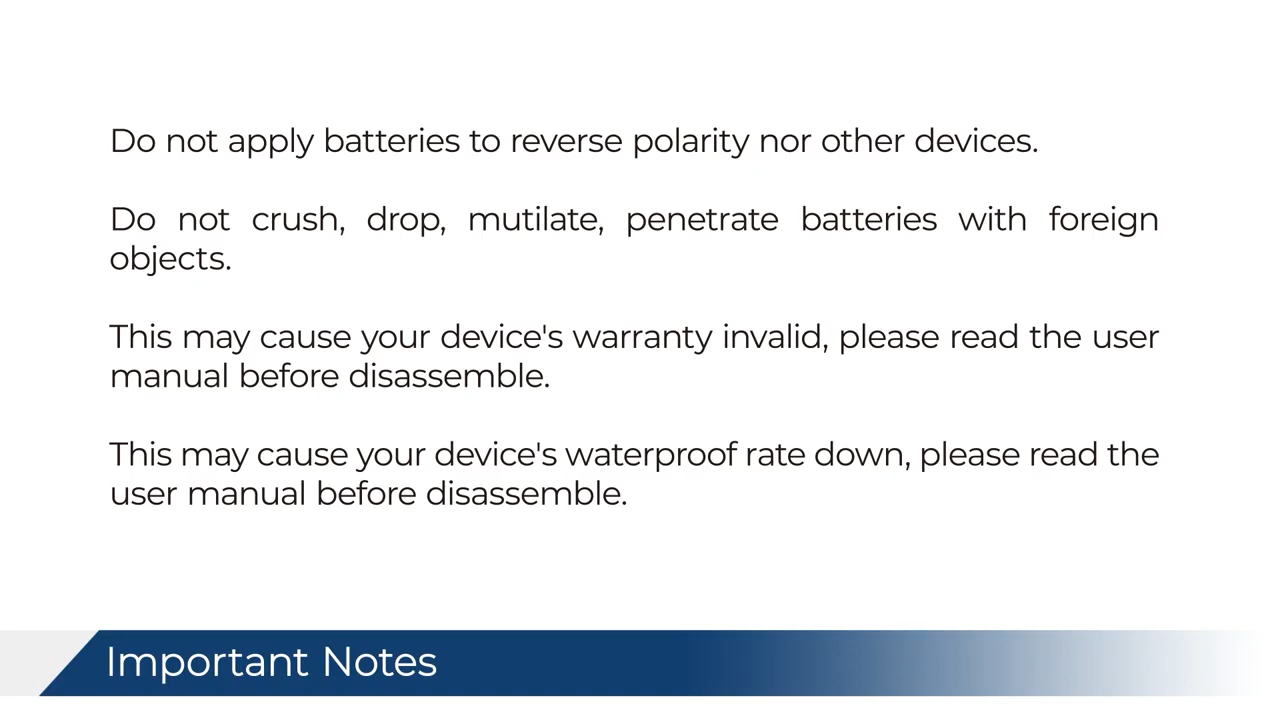 Do not apply batteries to reverse polarity nor other devices.
Do not crush, drop, mutilate, penetrate batteries with foreign
objects.
This may cause your device's warranty invalid, please read the user
manual before disassemble.
This may cause your device's waterproof rate down, please read the
user manual before disassemble.
Important Notes